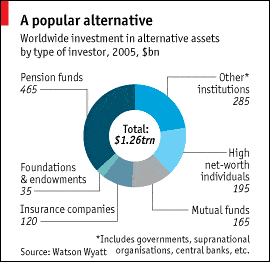 A popular alternative
Worldwide investment in alternative assets
by type of investor, 2005, $bn
Pension funds
465
Other*
institutions
285
Total:
$1.26trn
Foundations
& endowments
35
High
net-worth
individuals
195
Insurance companies
120
Mutual funds
165
Source: Watson Wyatt
*Includes governments, supranational
organisations, central banks, etc.